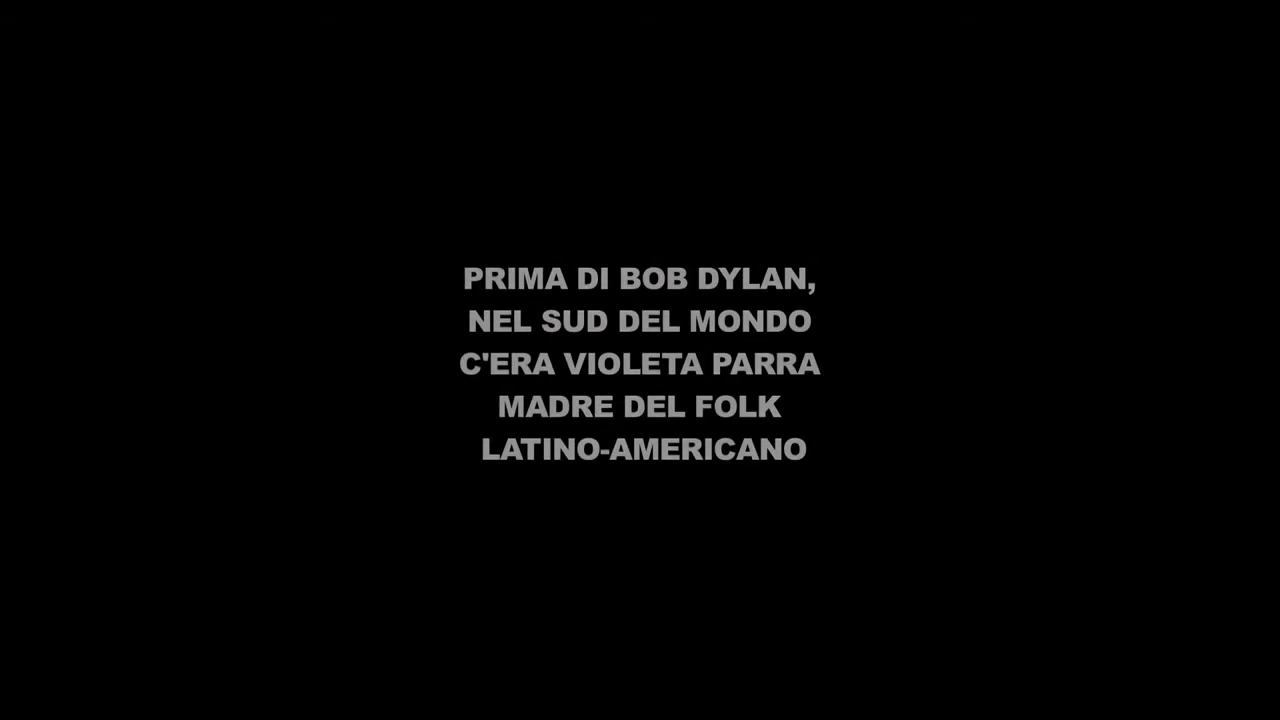 PRIMA DI BOB DYLAN,
NEL SUD DEL MONDO
C'ERA VIOLETA PARRA
MADRE DEL FOLK
LATINO-AMERICANO